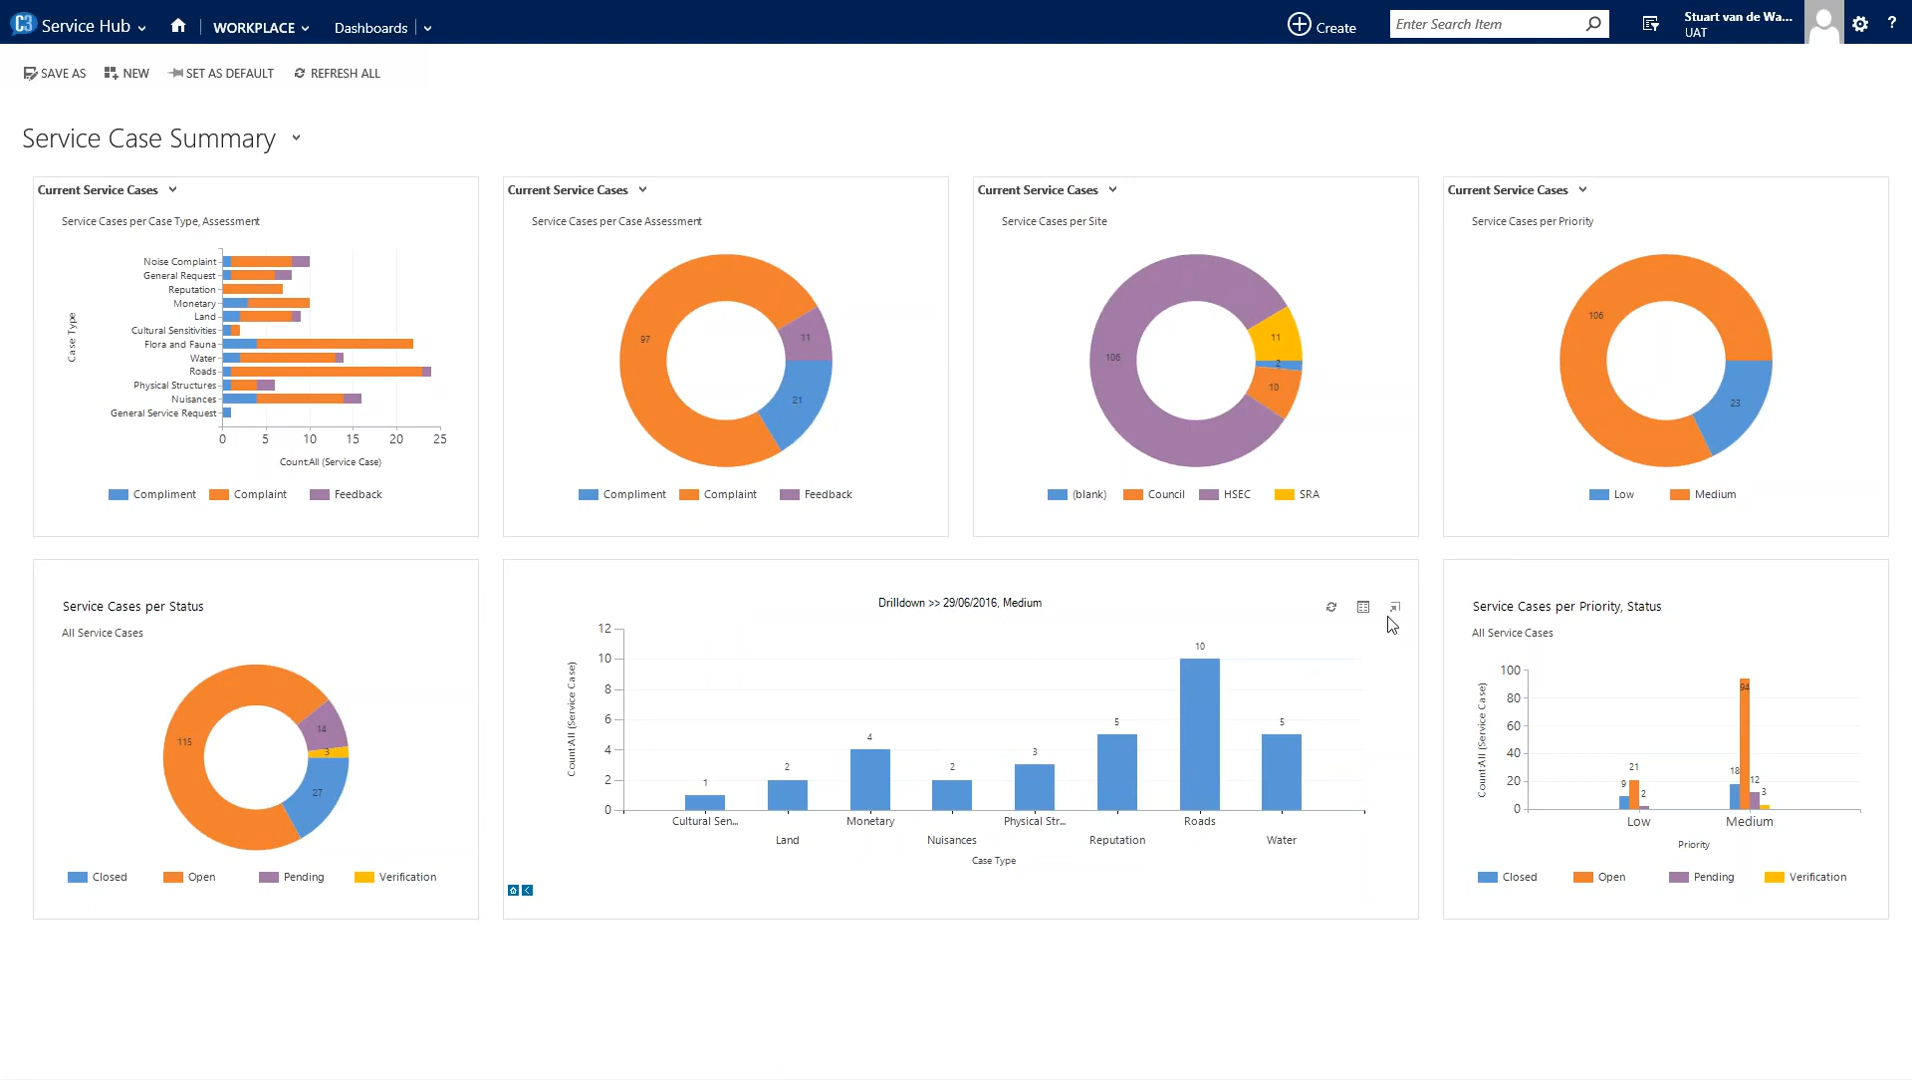 C3 Service Hub WORKPLACE Dashboards Create Enter Search Item Stuart van de Wa... ?
UAT
SAVE AS NEW SET AS DEFAULT REFRESH ALL
Service Case Summary
Current Service Cases
Service Cases per Case Type, Assessment
Case Type
Noise Complaint
General Request
Reputation
Monetary
Land
Cultural Sensitivities
Flora and Fauna
Water
Roads
Physical Structures
Nuisances
General Service Request
0 5 10 15 20 25
CountAll (Service Case)
Compliment Complaint Feedback
Current Service Cases
Service Cases per Case Assessment
97
11
21
Compliment Complaint Feedback
Current Service Cases
Service Cases per Site
106
11
2
10
(blank) Council HSEC SRA
Current Service Cases
Service Cases per Priority
106
23
Low Medium
Service Cases per Status
All Service Cases
115
14
3
27
Closed Open Pending Verification
Drilldown >> 29/06/2016, Medium
CountAll (Service Case)
12
10
8
6
4
2
0
1 2 4 2 3 5 10 5
Cultural Sen... Monetary Physical Str... Roads
Land Nuisances Reputation Water
Case Type
Service Cases per Priority, Status
All Service Cases
CountAll (Service Case)
100
80
60
40
20
0
9 21 2 18 94 12 3
Low Medium
Priority
Closed Open Pending Verification